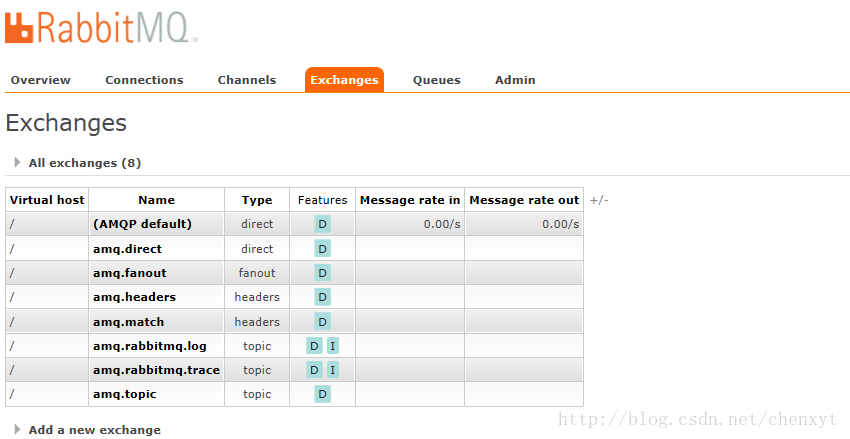 RabbitMQ
Overview Connections Channels Exchanges Queues Admin
Exchanges
All exchanges (8)
Virtual host Name Type Features Message rate in Message rate out +/-
/ (AMQP default) direct D 0.00/s 0.00/s
/ amq.direct direct D
/ amq.fanout fanout D
/ amq.headers headers D
/ amq.match headers D
/ amq.rabbitmq.log topic D I
/ amq.rabbitmq.trace topic D I
/ amq.topic topic D
http://blog.csdn.net/chenxyt
Add a new exchange